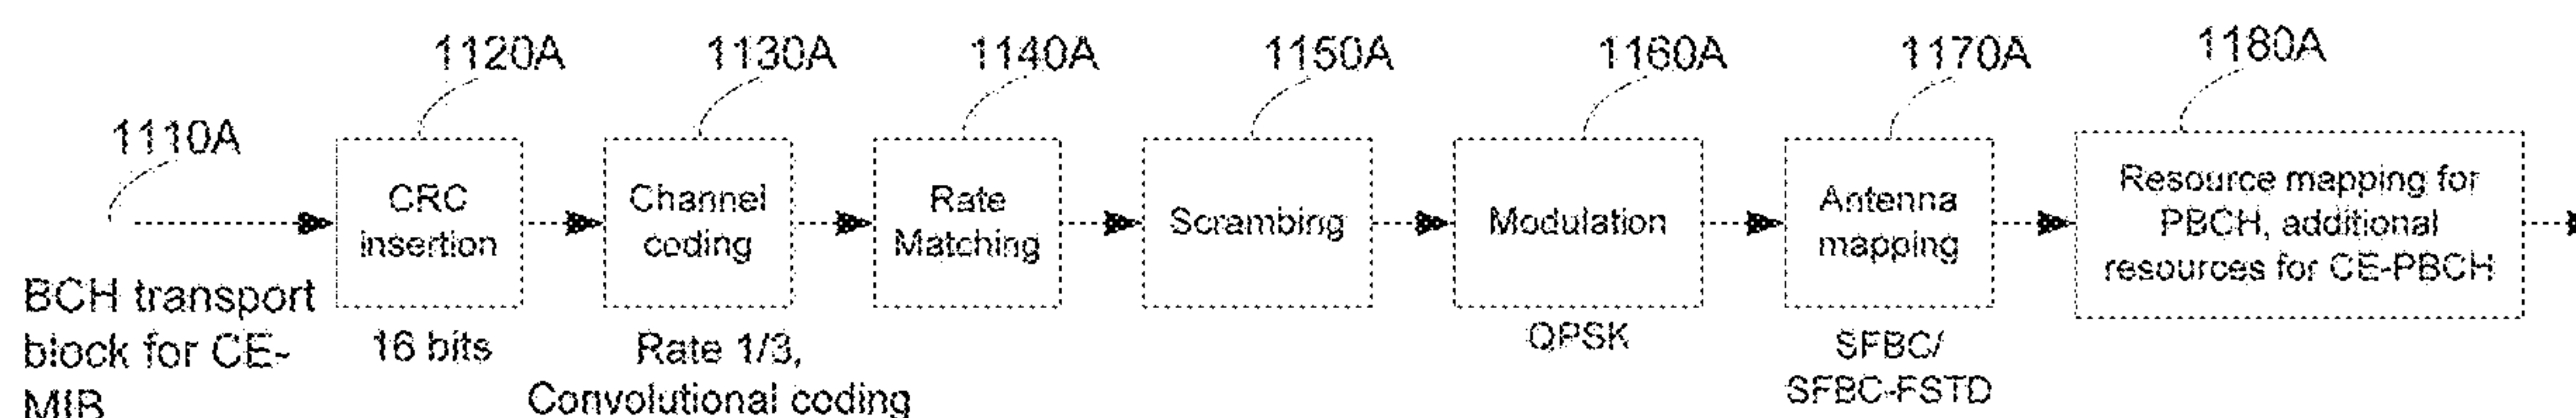 1120A
1130A
1140A
1150A
1160A
1170A
1180A
1110A
CRC
insertion
Channel
coding
Rate
Matching
Scrambing
Modulation
Antenna
mapping
Resource mapping for
PBCH, additional
resources for CE-PBCH
BCH transport
block for CE-
MIB
16 bits
Rate 1/3,
Convolutional coding
QPSK
SFBC/
SFBC-FSTD